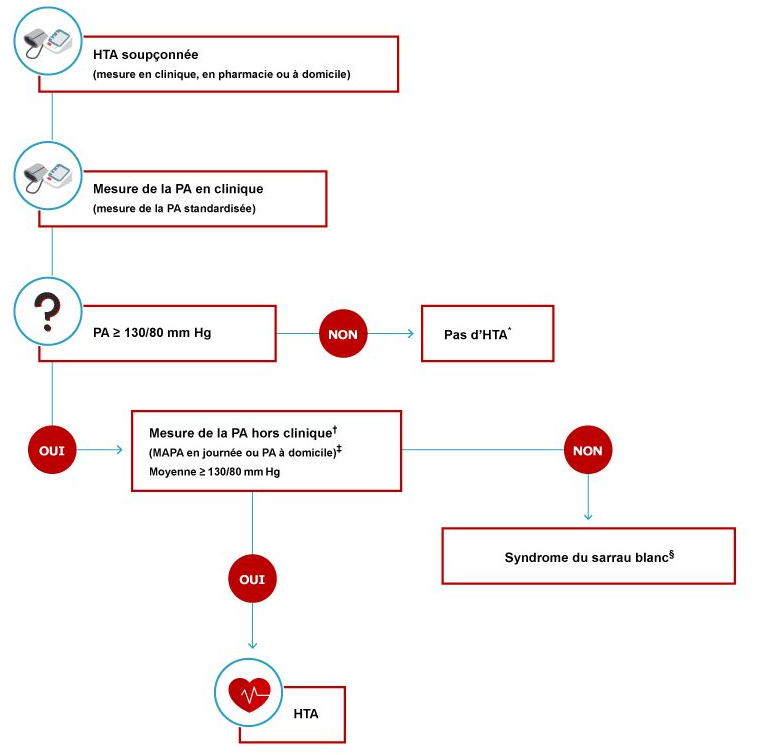 HTA soupçonnée
(mesure en clinique, en pharmacie ou à domicile)
Mesure de la PA en clinique
(mesure de la PA standardisée)
PA ≥ 130/80 mm Hg
NON
Pas d’HTA*
OUI
Mesure de la PA hors clinique†
(MAPA en journée ou PA à domicile)‡
Moyenne ≥ 130/80 mm Hg
NON
Syndrome du sarrau blanc§
OUI
HTA